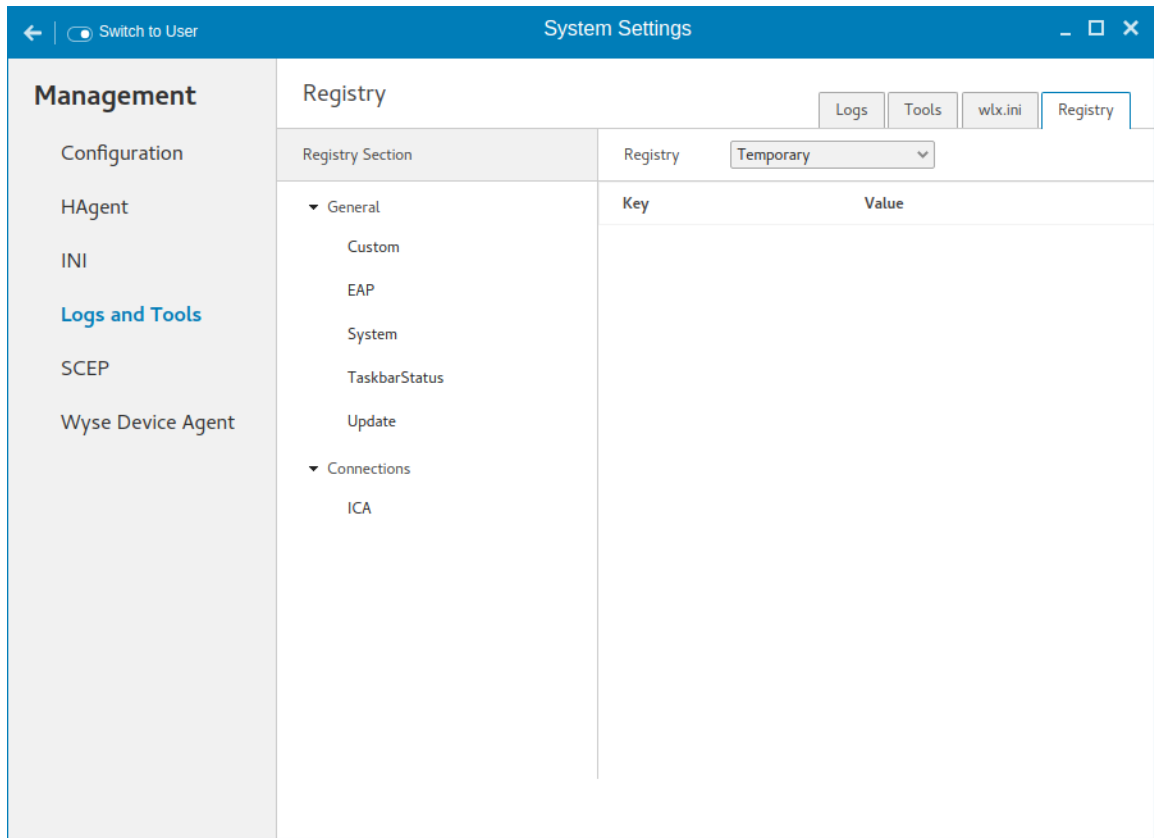 Switch to User
System Settings
Management
Configuration
HAgent
INI
Logs and Tools
SCEP
Wyse Device Agent
Registry
Logs
Tools
wlx.ini
Registry
Registry Section
General
Custom
EAP
System
TaskbarStatus
Update
Connections
ICA
Registry
Temporary
Key
Value